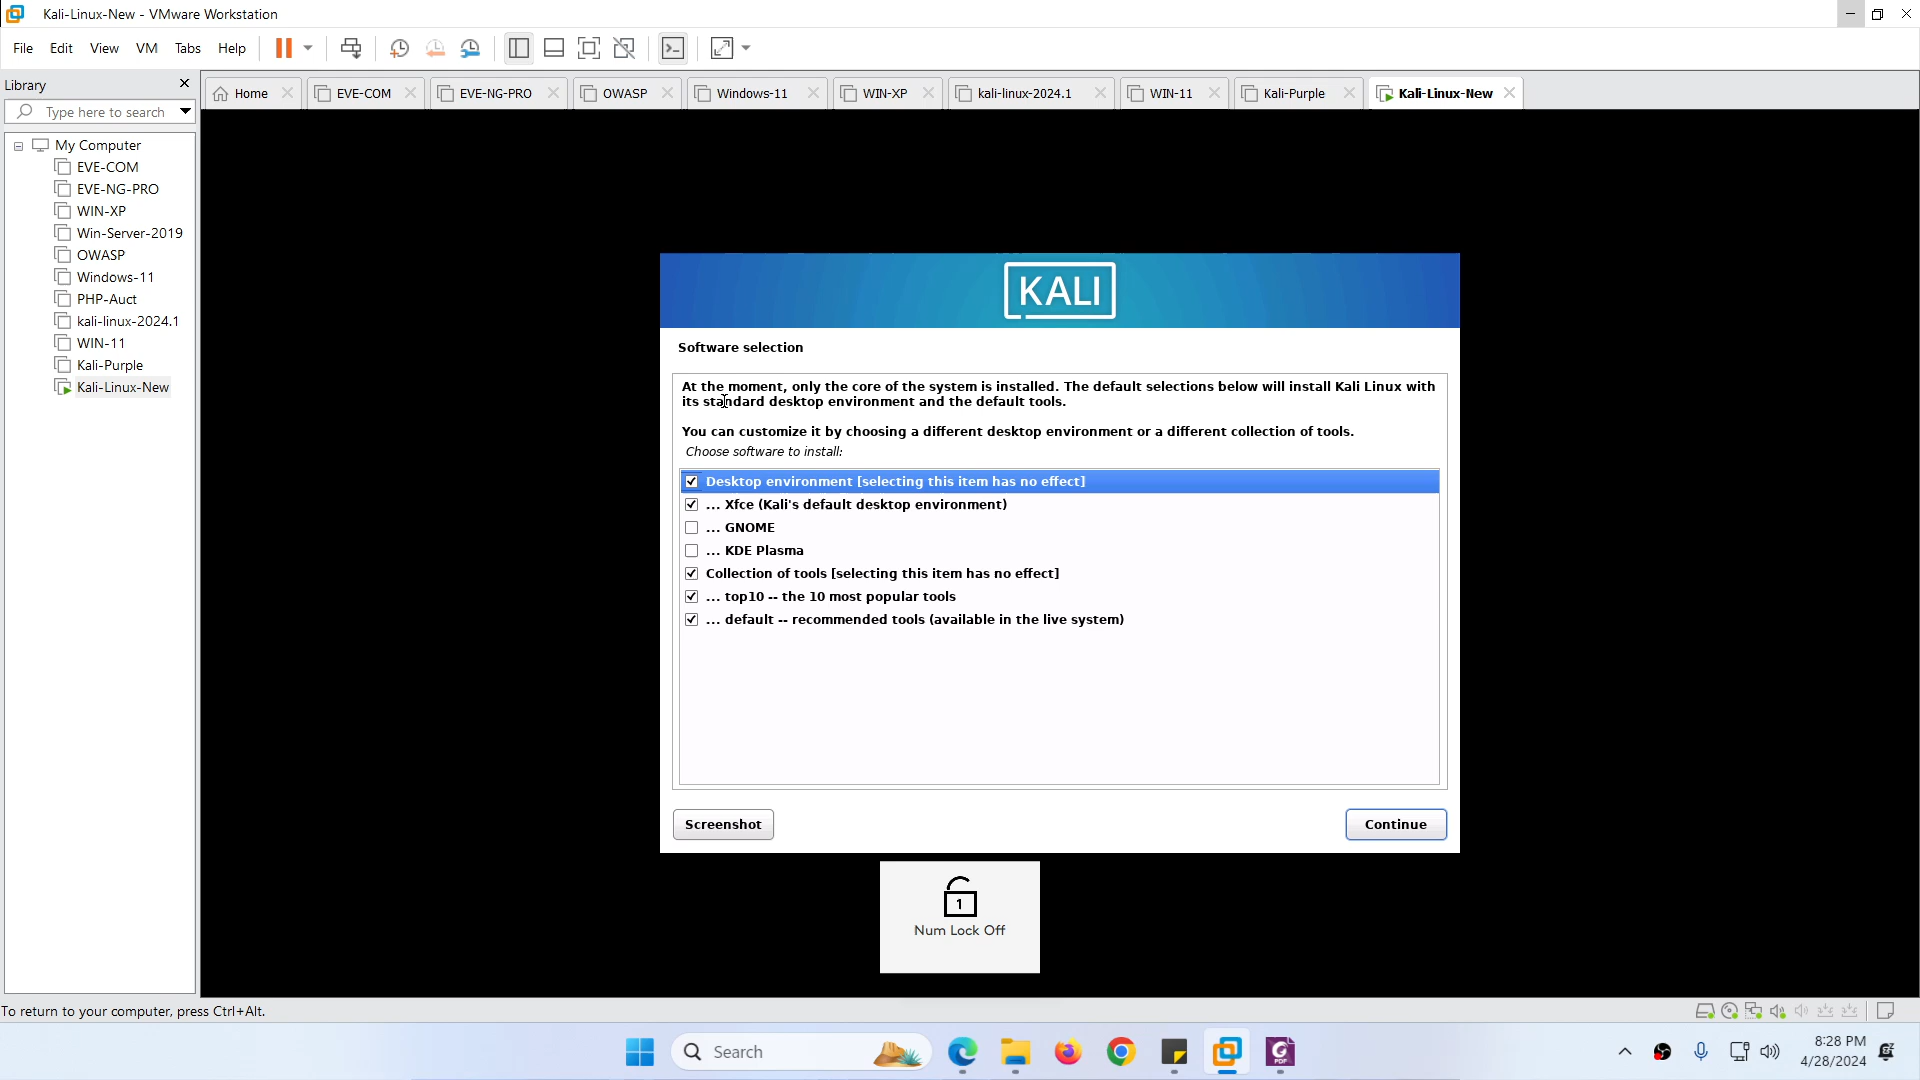 Kali-Linux-New - VMware Workstation
File Edit View VM Tabs Help
Library
Type here to search
Home
EVE-COM
EVE-NG-PRO
OWASP
Windows-11
WIN-XP
kali-linux-2024.1
WIN-11
Kali-Purple
Kali-Linux-New
My Computer
EVE-COM
EVE-NG-PRO
WIN-XP
Win-Server-2019
OWASP
Windows-11
PHP-Auct
kali-linux-2024.1
WIN-11
Kali-Purple
Kali-Linux-New
KALI
Software selection
At the moment, only the core of the system is installed. The default selections below will install Kali Linux with
its standard desktop environment and the default tools.
You can customize it by choosing a different desktop environment or a different collection of tools.
Choose software to install:
Desktop environment [selecting this item has no effect]
... Xfce (Kali's default desktop environment)
... GNOME
... KDE Plasma
Collection of tools [selecting this item has no effect]
... top10 -- the 10 most popular tools
... default -- recommended tools (available in the live system)
Screenshot
Continue
1
Num Lock Off
To return to your computer, press Ctrl+Alt.
Search
PDF
8:28 PM
4/28/2024